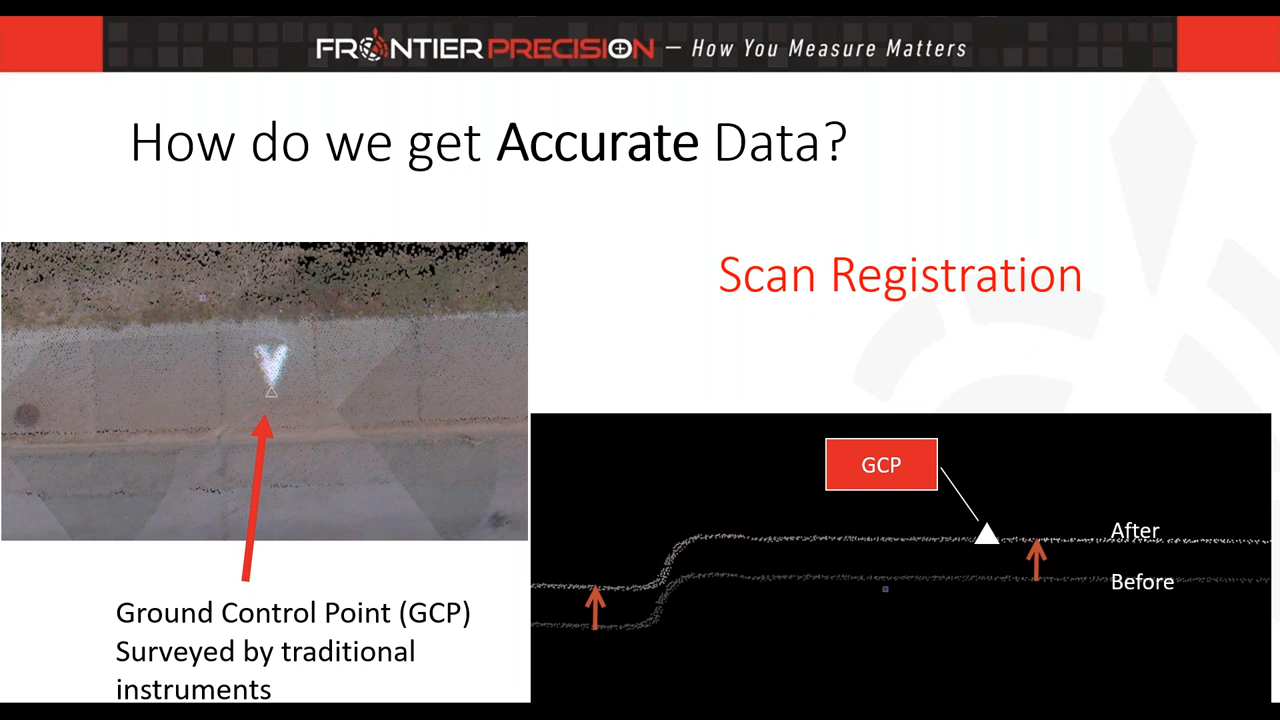 FRONTIER PRECISION – How You Measure Matters
How do we get Accurate Data?
Scan Registration
GCP
After
Before
Ground Control Point (GCP)
Surveyed by traditional
instruments